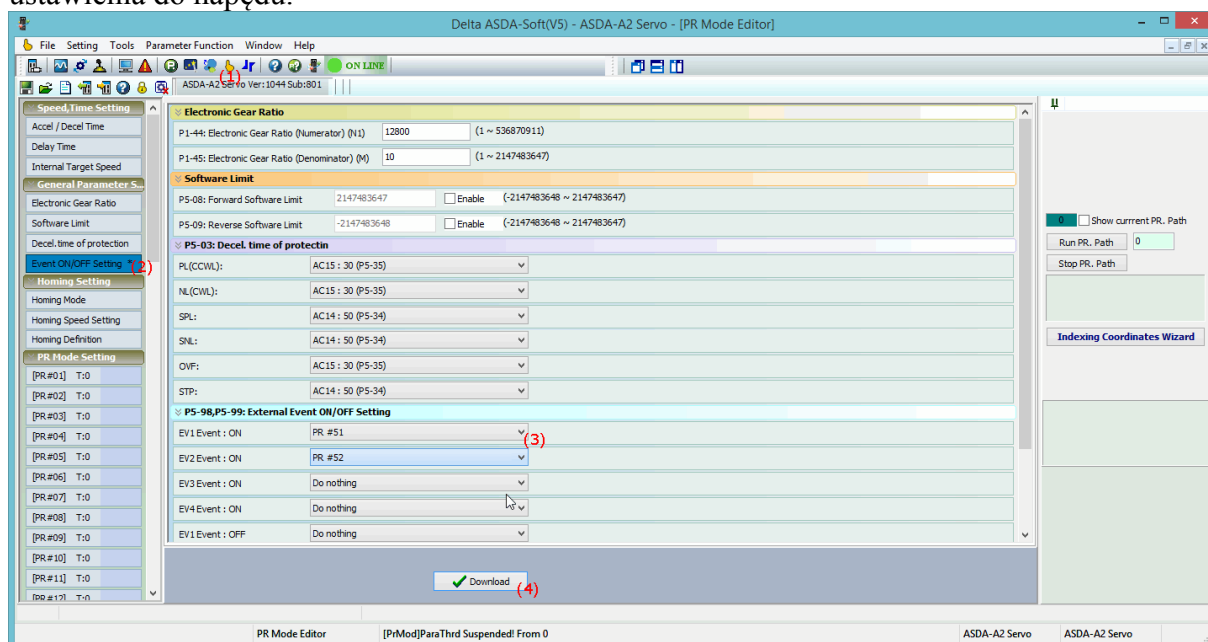 ustawienia do napędu.
Delta ASDA-Soft(V5) - ASDA-A2 Servo - [PR Mode Editor]
File Setting Tools Parameter Function Window Help
ON LINE
(1)
ASDA-A2 Servo Ver:1044 Sub:801
Speed,Time Setting
Accel / Decel Time
Delay Time
Internal Target Speed
General Parameter S...
Electronic Gear Ratio
Software Limit
Decel.time of protection
Event ON/OFF Setting * (2)
Homing Setting
Homing Mode
Homing Speed Setting
Homing Definition
PR Mode Setting
[PR#01] T:0
[PR#02] T:0
[PR#03] T:0
[PR#04] T:0
[PR#05] T:0
[PR#06] T:0
[PR#07] T:0
[PR#08] T:0
[PR#09] T:0
[PR#10] T:0
[PR#11] T:0
[PR#12] T:0
Electronic Gear Ratio
P1-44: Electronic Gear Ratio (Numerator) (N1) 12800 (1 ~ 536870911)
P1-45: Electronic Gear Ratio (Denominator) (M) 10 (1 ~ 2147483647)
Software Limit
P5-08: Forward Software Limit 2147483647 Enable (-2147483648 ~ 2147483647)
P5-09: Reverse Software Limit -2147483648 Enable (-2147483648 ~ 2147483647)
P5-03: Decel. time of protectin
PL(CCWL): AC15 : 30 (P5-35)
NL(CWL): AC15 : 30 (P5-35)
SPL: AC14 : 50 (P5-34)
SNL: AC14 : 50 (P5-34)
OVF: AC15 : 30 (P5-35)
STP: AC14 : 50 (P5-34)
P5-98,P5-99: External Event ON/OFF Setting
EV1 Event : ON PR #51 (3)
EV2 Event : ON PR #52
EV3 Event : ON Do nothing
EV4 Event : ON Do nothing
EV1 Event : OFF Do nothing
Download (4)
μ
0 Show currrent PR. Path
Run PR. Path 0
Stop PR. Path
Indexing Coordinates Wizard
PR Mode Editor [PrMod]ParaThrd Suspended! From 0 ASDA-A2 Servo ASDA-A2 Servo